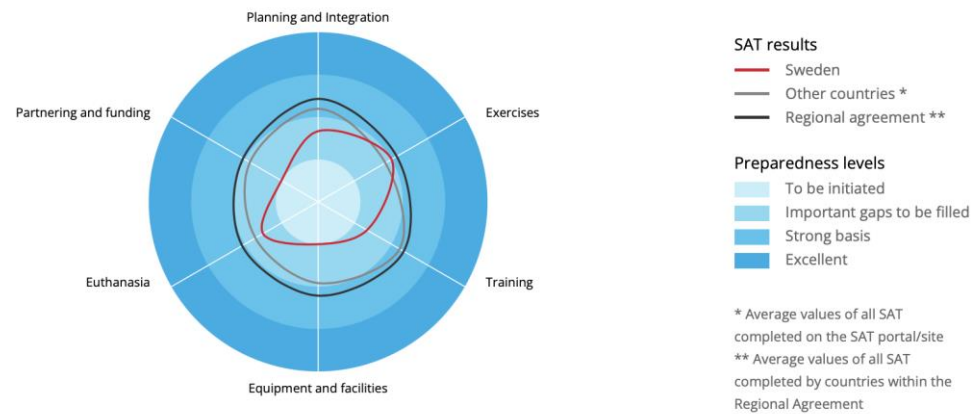 Planning and Integration
Partnering and funding
Exercises
Euthanasia
Training
Equipment and facilities
SAT results
Sweden
Other countries *
Regional agreement **
Preparedness levels
To be initiated
Important gaps to be filled
Strong basis
Excellent
* Average values of all SAT
completed on the SAT portal/site
** Average values of all SAT
completed by countries within the
Regional Agreement